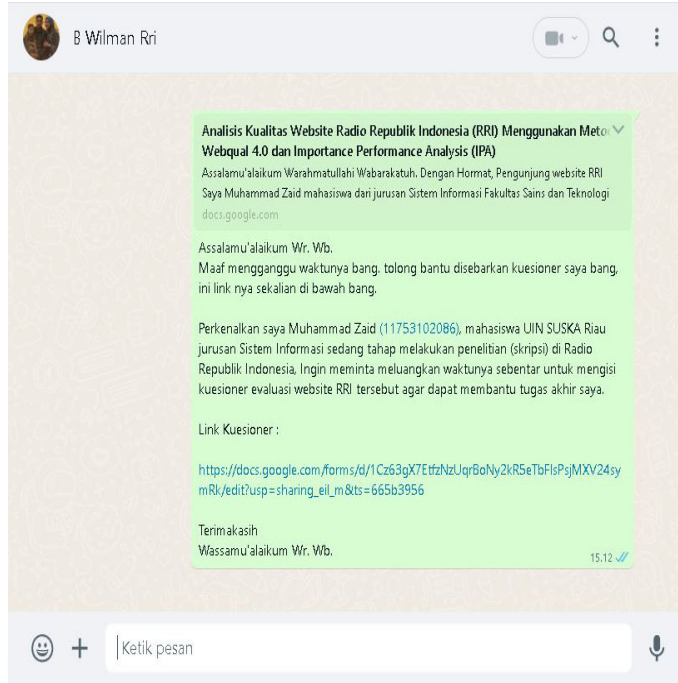 B Wilman Rri
Analisis Kualitas Website Radio Republik Indonesia (RRI) Menggunakan Meto
Webqual 4.0 dan Importance Performance Analysis (IPA)
Assalamu'alaikum Warahmatullahi Wabarakatuh. Dengan Hormat, Pengunjung website RRI
Saya Muhammad Zaid mahasiswa dari jurusan Sistem Informasi Fakultas Sains dan Teknologi
docs.google.com
Assalamu'alaikum Wr. Wb.
Maaf mengganggu waktunya bang. tolong bantu disebarkan kuesioner saya bang,
ini link nya sekalian di bawah bang.
Perkenalkan saya Muhammad Zaid (11753102086), mahasiswa UIN SUSKA Riau
jurusan Sistem Informasi sedang tahap melakukan penelitian (skripsi) di Radio
Republik Indonesia, Ingin meminta meluangkan waktunya sebentar untuk mengisi
kuesioner evaluasi website RRI tersebut agar dapat membantu tugas akhir saya.
Link Kuesioner :
https://docs.google.com/forms/d/1Cz63gX7EtfzNzUqrBoNy2kR5eTbFlsPsjMXV24sy
mRk/edit?usp=sharing_eil_m&ts=665b3956
Terimakasih
Wassamu'alaikum Wr. Wb.
15.12
Ketik pesan